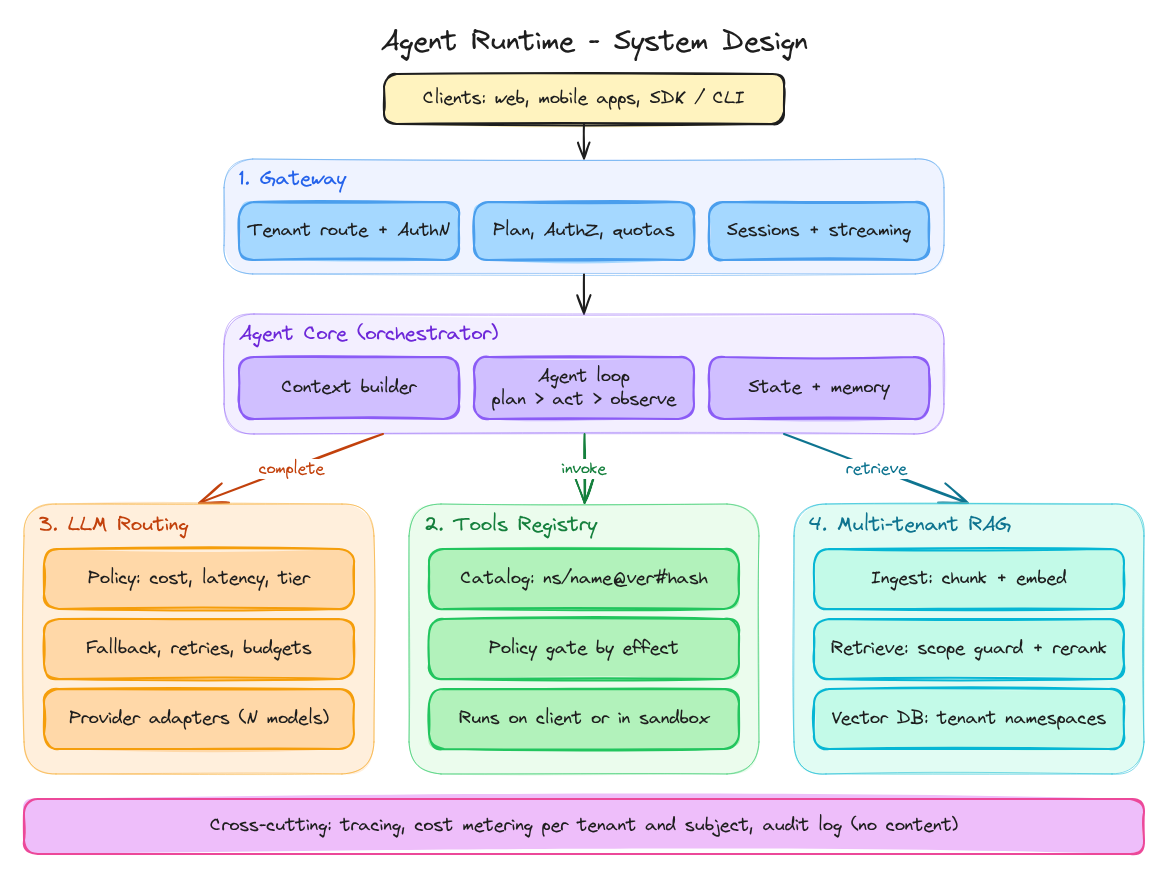 Agent Runtime - System Design
Clients: web, mobile apps, SDK / CLI
1. Gateway
Tenant route + AuthN
Plan, AuthZ, quotas
Sessions + streaming
Agent Core (orchestrator)
Context builder
Agent loop
plan > act > observe
State + memory
complete
invoke
retrieve
3. LLM Routing
Policy: cost, latency, tier
Fallback, retries, budgets
Provider adapters (N models)
2. Tools Registry
Catalog: ns/name@ver#hash
Policy gate by effect
Runs on client or in sandbox
4. Multi-tenant RAG
Ingest: chunk + embed
Retrieve: scope guard + rerank
Vector DB: tenant namespaces
Cross-cutting: tracing, cost metering per tenant and subject, audit log (no content)